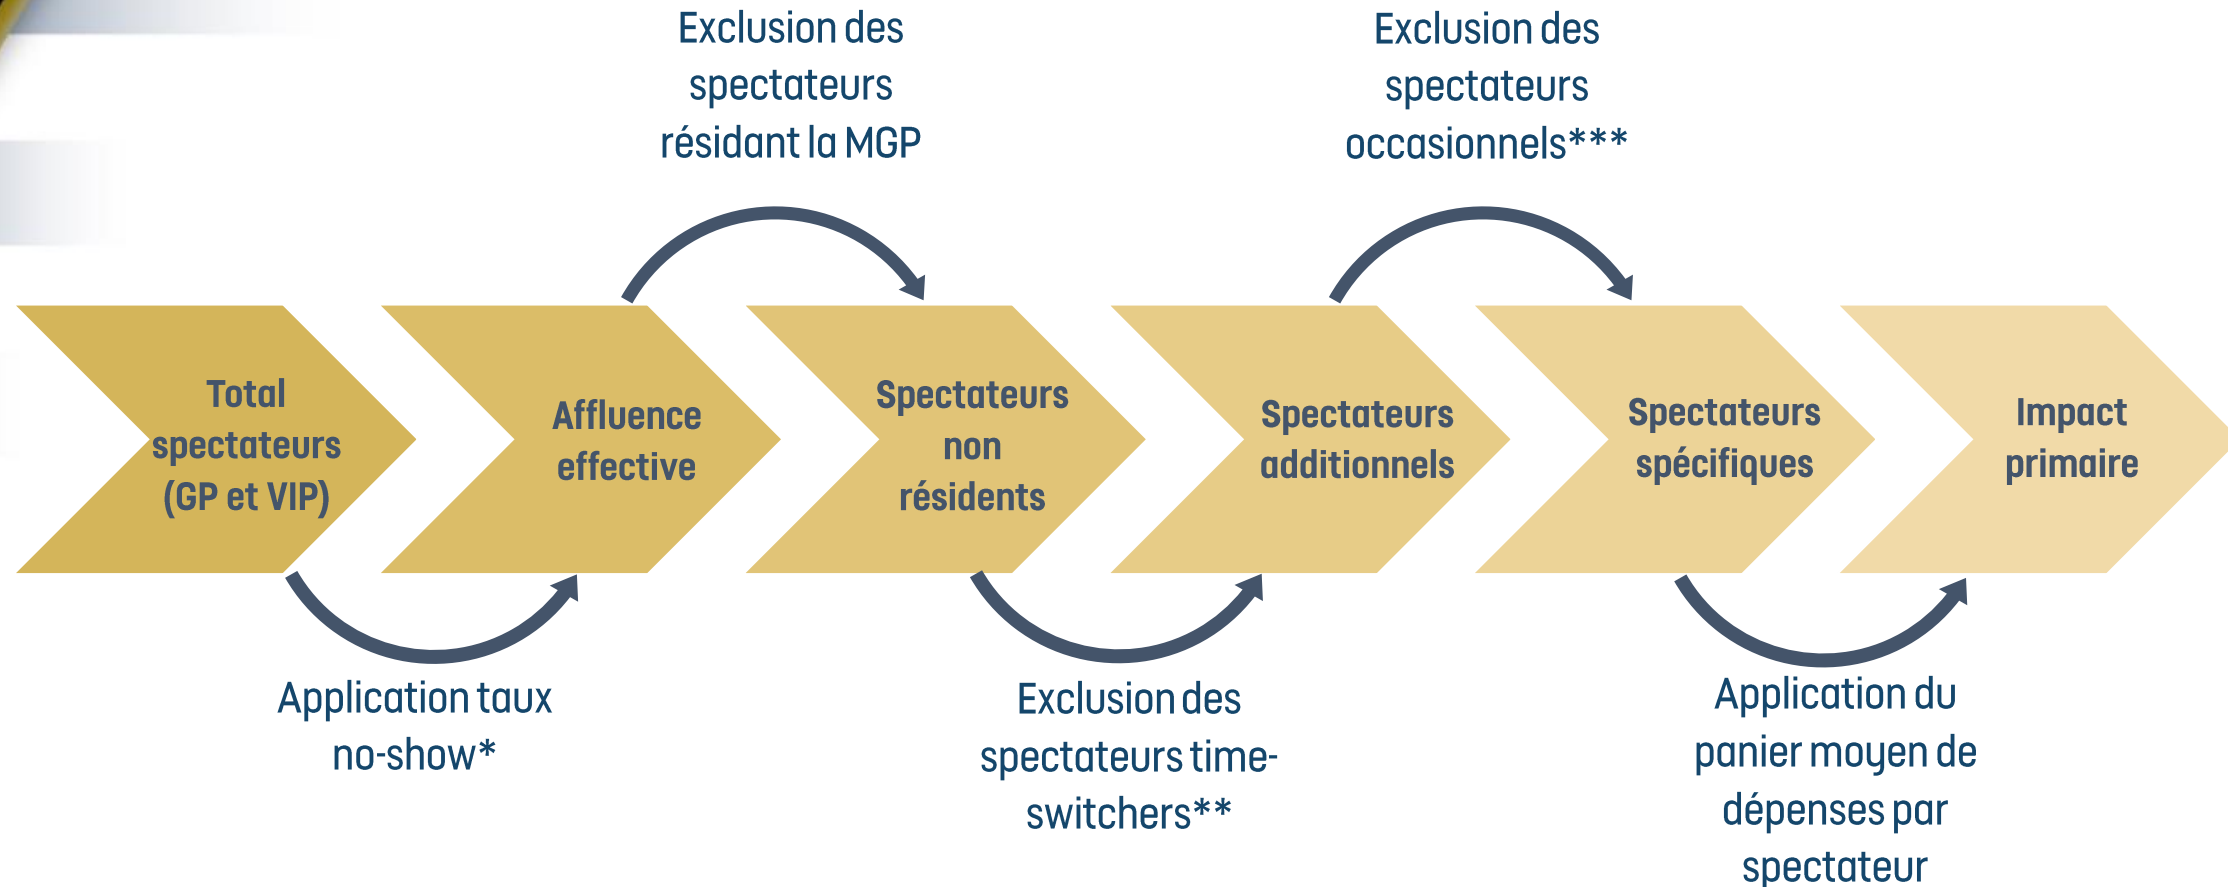 Exclusion des
spectateurs
résidant la MGP
Exclusion des
spectateurs
occasionnels***
Total
spectateurs
(GP et VIP)
Affluence
effective
Spectateurs
non
résidents
Spectateurs
additionnels
Spectateurs
spécifiques
Impact
primaire
Application taux
no-show*
Exclusion des
spectateurs time-
switchers**
Application du
panier moyen de
dépenses par
spectateur